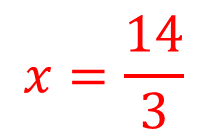 x = 14/3